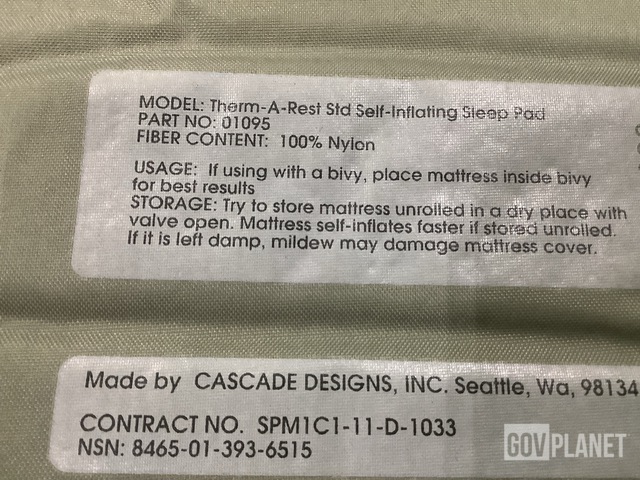 MODEL: Therm-A-Rest Std Self-Inflating Sleep Pad
PART NO: 01095
FIBER CONTENT: 100% Nylon
USAGE: If using with a bivy, place mattress inside bivy
for best results
STORAGE: Try to store mattress unrolled in a dry place with
valve open. Mattress self-inflates faster if stored unrolled.
If it is left damp, mildew may damage mattress cover.
Made by CASCADE DESIGNS, INC. Seattle, Wa, 98134
CONTRACT NO. SPM1C1-11-D-1033
NSN: 8465-01-393-6515
GOVPLANET